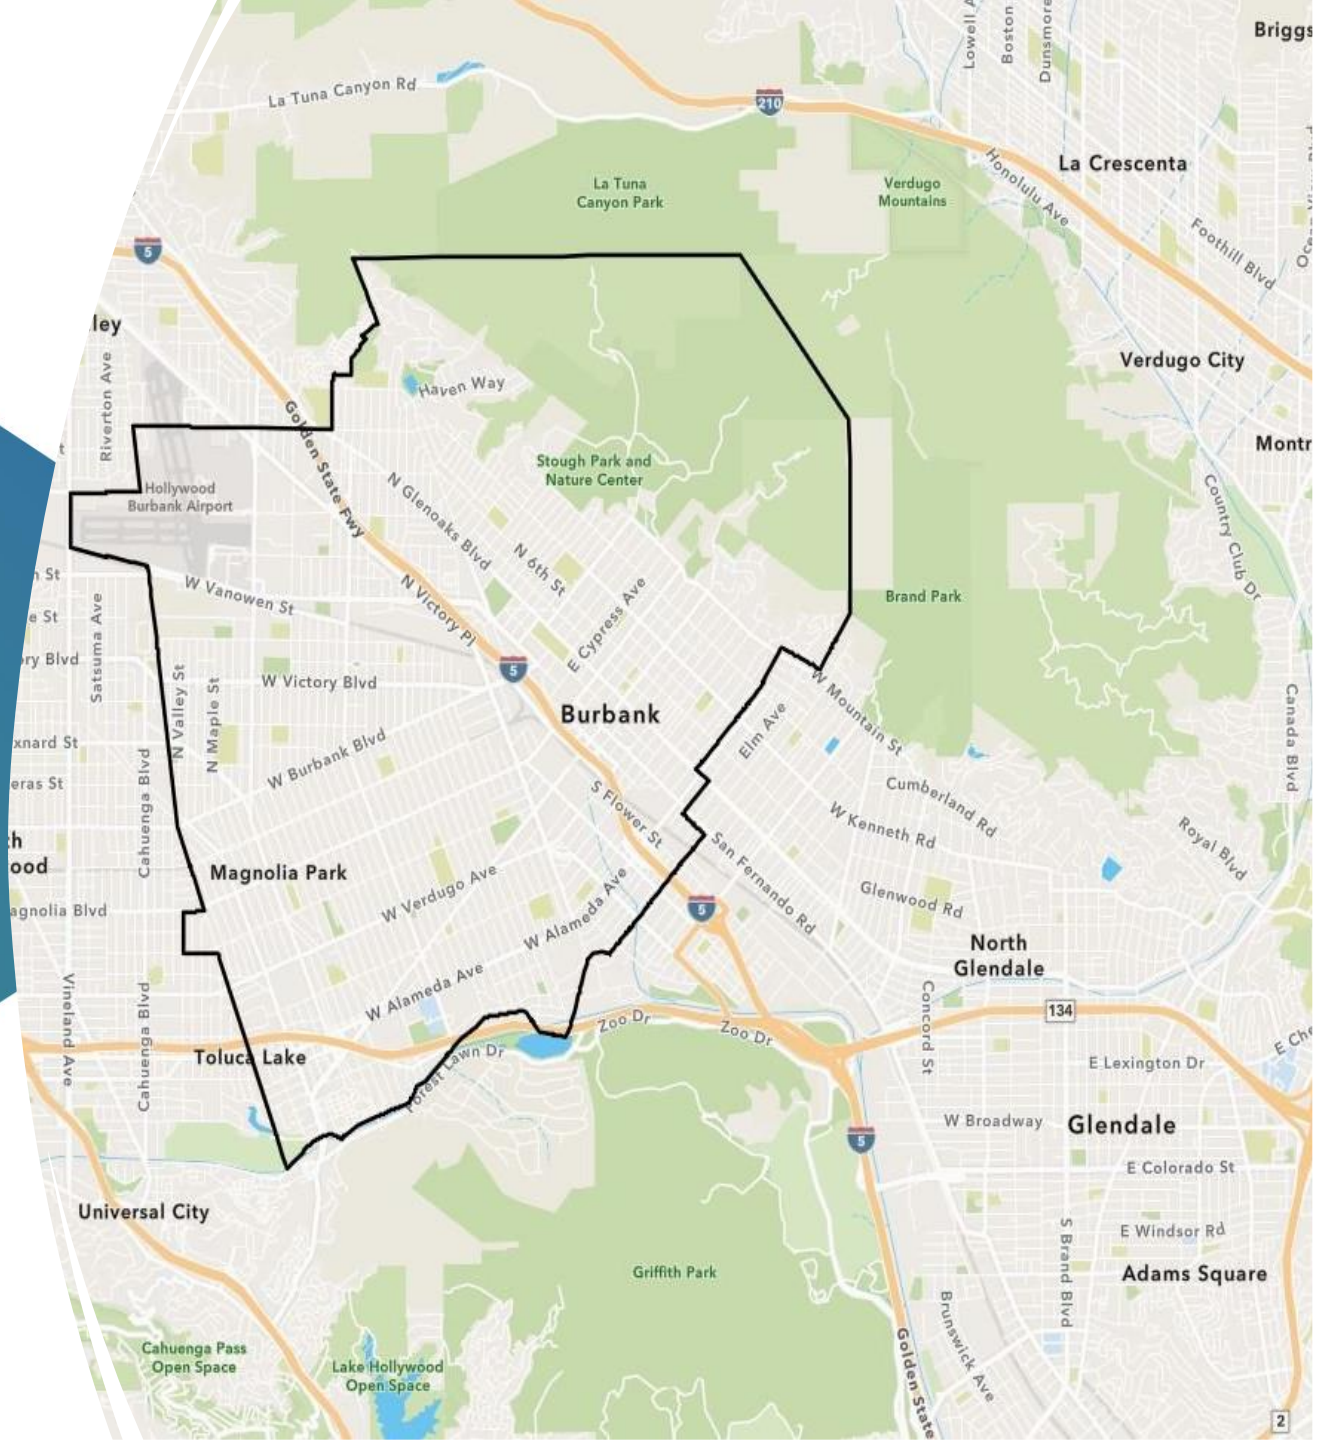 Lowell A
Boston
Dunsmore
Briggs
La Tuna Canyon Rd
210
La Crescenta
Honolulu Ave
La Tuna
Canyon Park
Verdugo
Mountains
Foothill Blvd
5
lley
Riverton Ave
Verdugo City
Haven Way
Golden State Fwy
Montr
Stough Park and
Nature Center
Hollywood
Burbank Airport
N Glenoaks Blvd
Country Club Dr
N 6th St
n St
W Vanowen St
N Victory Pl
E Cypress Ave
Brand Park
e St
Satsuma Ave
ory Blvd
5
W Victory Blvd
N Valley St
N Maple St
W Mountain St
Canada Blvd
Burbank
Elm Ave
xnard St
W Burbank Blvd
eras St
Cahuenga Blvd
S Flower St
Cumberland Rd
W Kenneth Rd
Royal Blvd
th
ood
Magnolia Park
San Fernando Rd
W Verdugo Ave
W Alameda Ave
Glenwood Rd
agnolia Blvd
5
North
Glendale
W Alameda Ave
Vineland Ave
Cahuenga Blvd
Concord St
134
Zoo Dr
Zoo Dr
Toluca Lake
Forest Lawn Dr
E Lexington Dr
E Che
W Broadway
Glendale
5
E Colorado St
Universal City
S Brand Blvd
E Windsor Rd
Griffith Park
Adams Square
Brunswick Ave
Cahuenga Pass
Open Space
Lake Hollywood
Open Space
Golden State
2